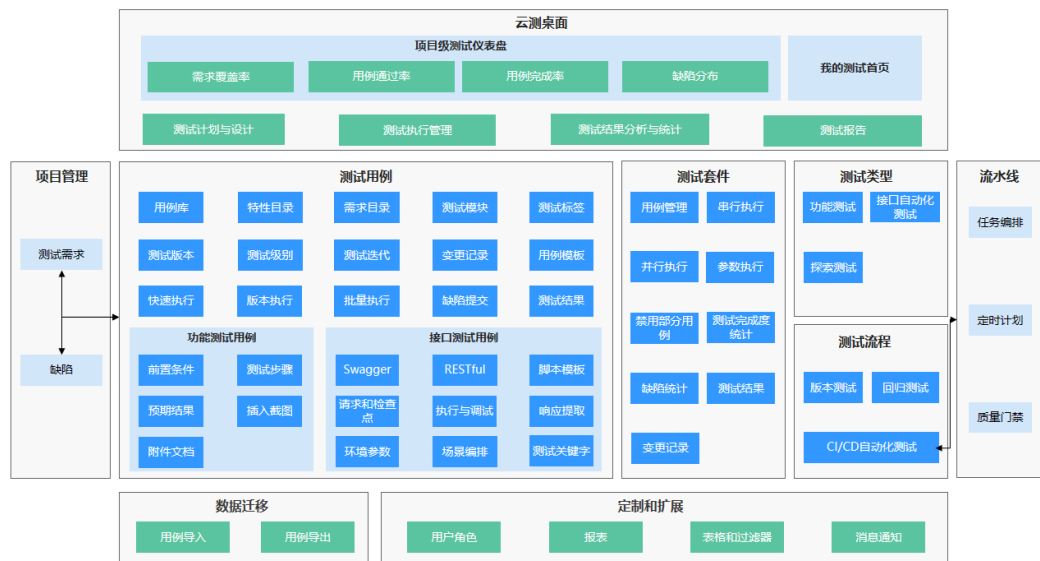 云测桌面
项目级测试仪表盘
需求覆盖率
用例通过率
用例完成率
缺陷分布
我的测试首页
测试计划与设计
测试执行管理
测试结果分析与统计
测试报告
项目管理
测试需求
缺陷
测试用例
用例库
特性目录
需求目录
测试模块
测试标签
测试版本
测试级别
测试迭代
变更记录
用例模板
快速执行
版本执行
批量执行
缺陷提交
测试结果
功能测试用例
前置条件
测试步骤
预期结果
插入截图
附件文档
接口测试用例
Swagger
RESTful
脚本模板
请求和检查
点
执行与调试
响应提取
环境参数
场景编排
测试关键字
测试套件
用例管理
串行执行
并行执行
参数执行
禁用部分用
例
测试完成度
统计
缺陷统计
测试结果
变更记录
测试类型
功能测试
接口自动化
测试
探索测试
测试流程
版本测试
回归测试
CI/CD自动化测试
流水线
任务编排
定时计划
质量门禁
数据迁移
用例导入
用例导出
定制和扩展
用户角色
报表
表格和过滤器
消息通知